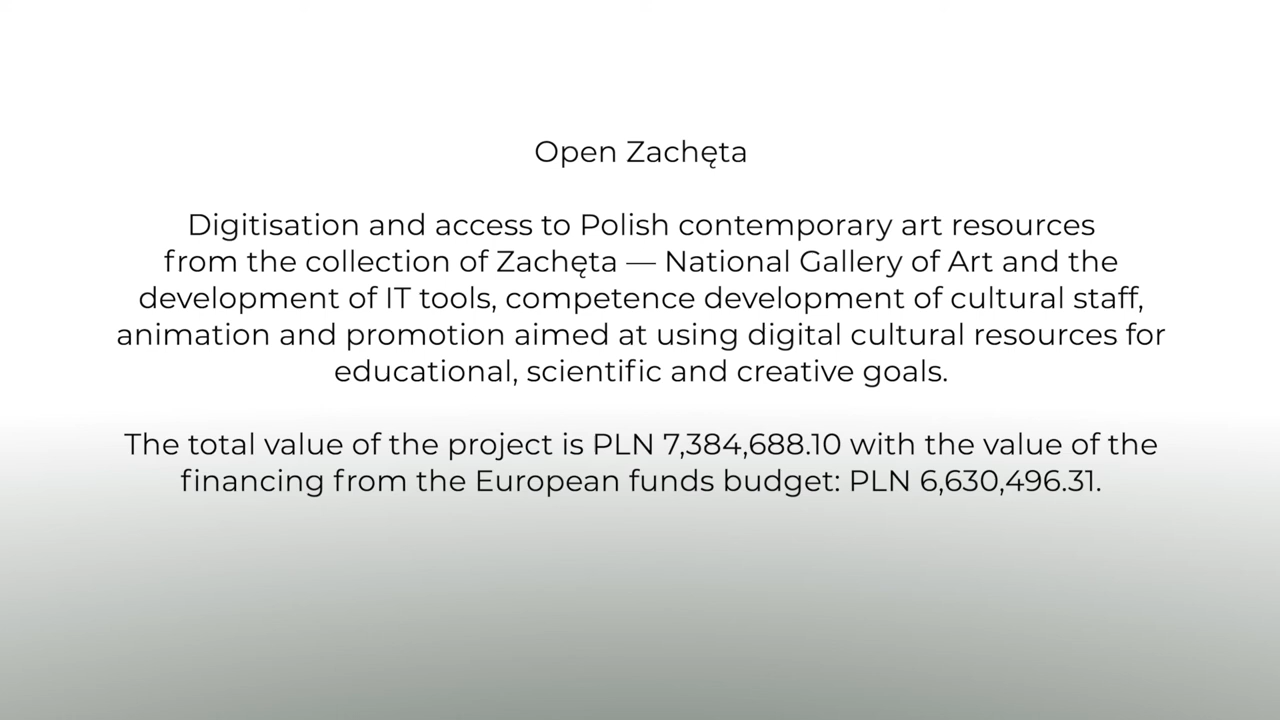 Open Zachęta
Digitisation and access to Polish contemporary art resources
from the collection of Zachęta — National Gallery of Art and the
development of IT tools, competence development of cultural staff,
animation and promotion aimed at using digital cultural resources for
educational, scientific and creative goals.
The total value of the project is PLN 7,384,688.10 with the value of the
financing from the European funds budget: PLN 6,630,496.31.